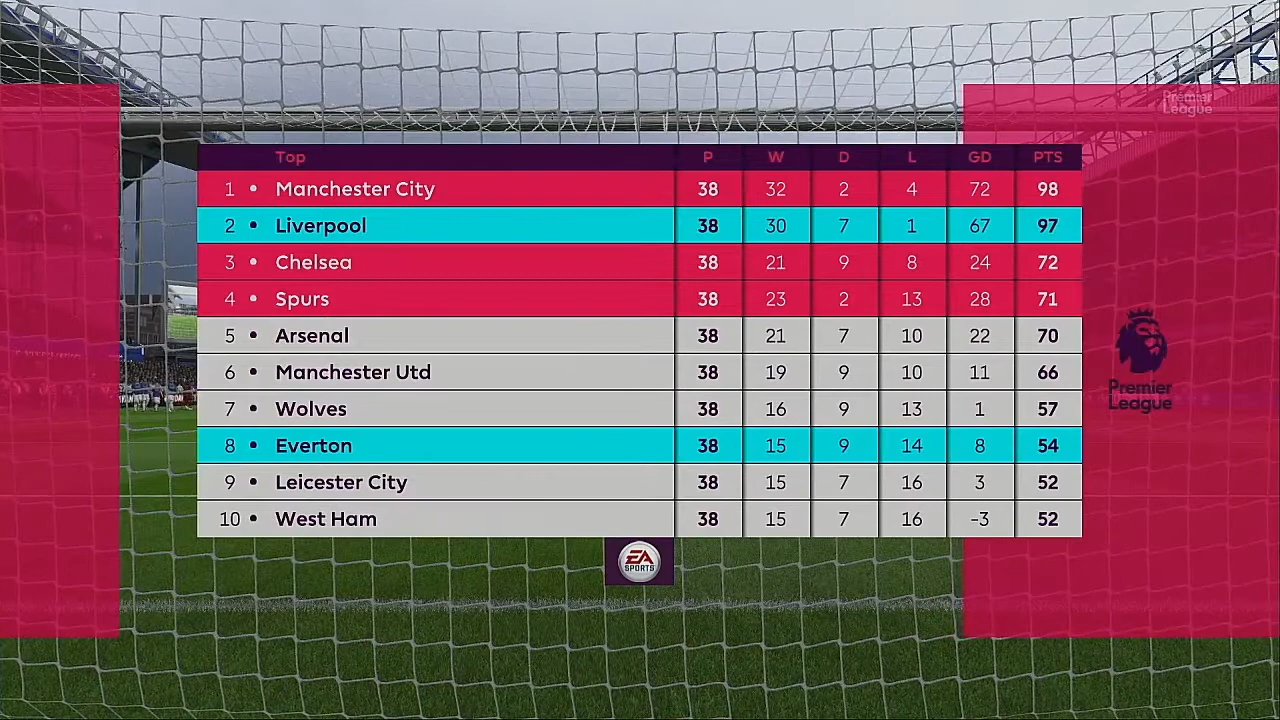 Premier
League
Top P W D L GD PTS
1 • Manchester City 38 32 2 4 72 98
2 • Liverpool 38 30 7 1 67 97
3 • Chelsea 38 21 9 8 24 72
4 • Spurs 38 23 2 13 28 71
5 • Arsenal 38 21 7 10 22 70
6 • Manchester Utd 38 19 9 10 11 66
7 • Wolves 38 16 9 13 1 57
8 • Everton 38 15 9 14 8 54
9 • Leicester City 38 15 7 16 3 52
10 • West Ham 38 15 7 16 -3 52
Premier
League
EA
SPORTS